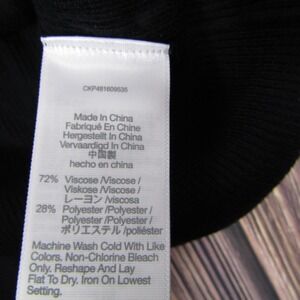 CKP481609535
Made In China
Fabriqué En Chine
Hergestellt In China
Vervaardigd In China
中国製
hecho en china
72% Viscose /Viscose /
Viskose /Viscose /
レーヨン /viscosa
28% Polyester /Polyester /
Polyester /Polyester /
ポリエステル /poliéster
Machine Wash Cold With Like
Colors. Non-Chlorine Bleach
Only. Reshape And Lay
Flat To Dry. Iron On Lowest
Setting.